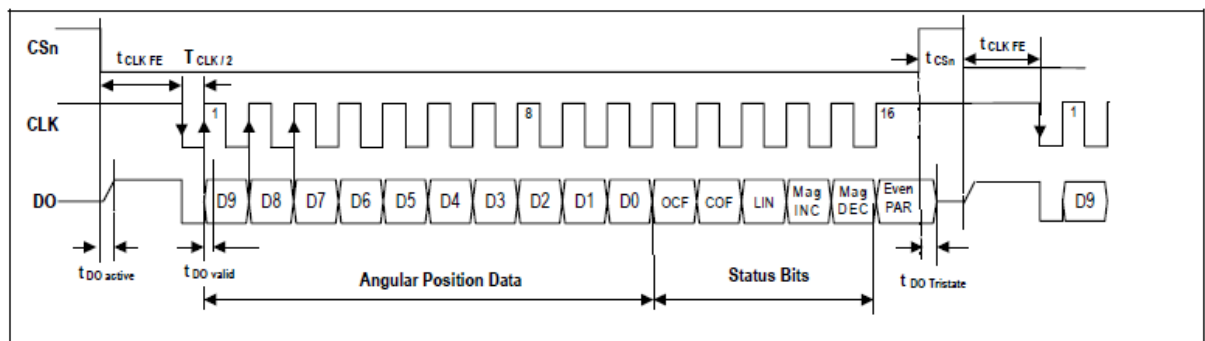 CSn
t CLK FE
T CLK / 2
t CSn
t CLK FE
CLK
1
8
16
1
DO
D9
D8
D7
D6
D5
D4
D3
D2
D1
D0
OCF
COF
LIN
Mag INC
Mag DEC
Even PAR
D9
t DO active
t DO valid
Angular Position Data
Status Bits
t DO Tristate